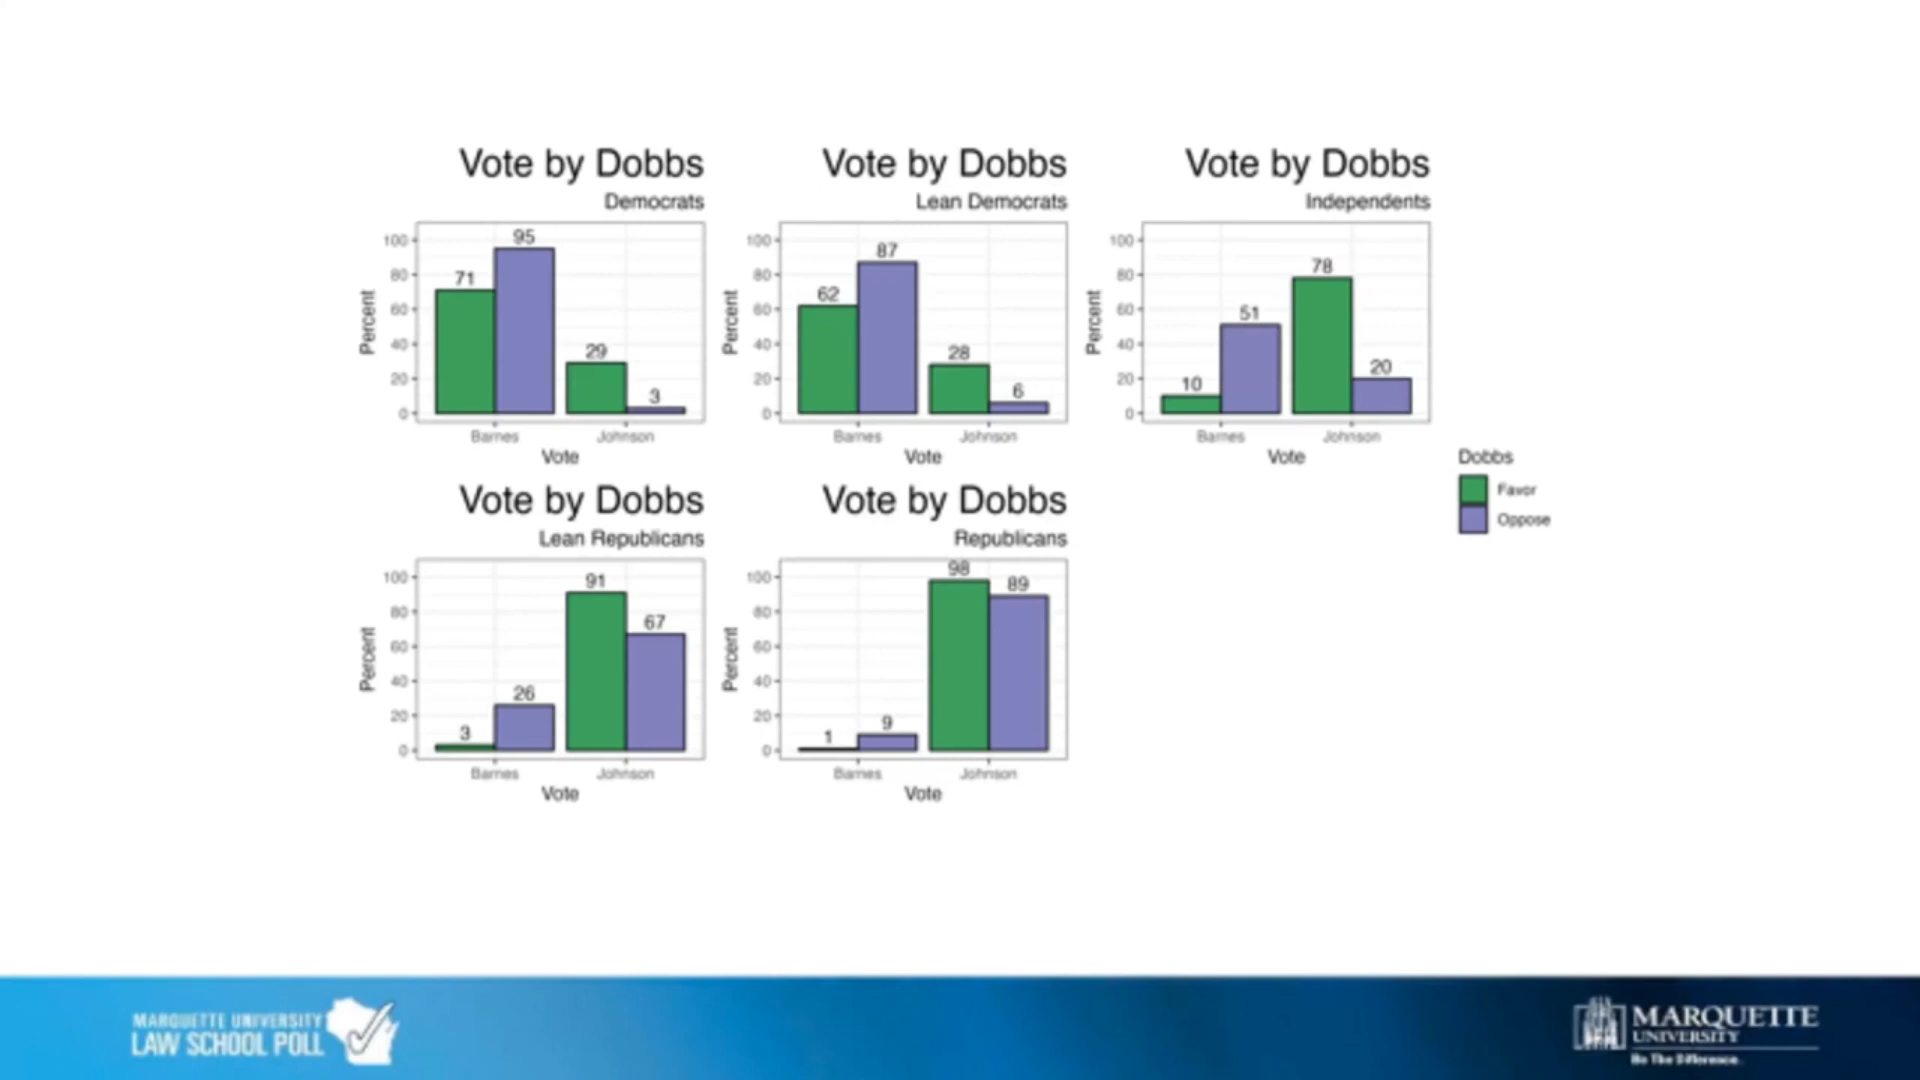 Vote by Dobbs
Democrats
100
80
60
40
20
0
Percent
71
95
29
3
Barnes
Johnson
Vote
Vote by Dobbs
Lean Democrats
100
80
60
40
20
0
Percent
62
87
28
6
Barnes
Johnson
Vote
Vote by Dobbs
Independents
100
80
60
40
20
0
Percent
10
51
78
20
Barnes
Johnson
Vote
Dobbs
Favor
Oppose
Vote by Dobbs
Lean Republicans
100
80
60
40
20
0
Percent
3
26
91
67
Barnes
Johnson
Vote
Vote by Dobbs
Republicans
100
80
60
40
20
0
Percent
1
9
98
89
Barnes
Johnson
Vote
MARQUETTE UNIVERSITY
LAW SCHOOL POLL
MARQUETTE
UNIVERSITY
Be The Difference.